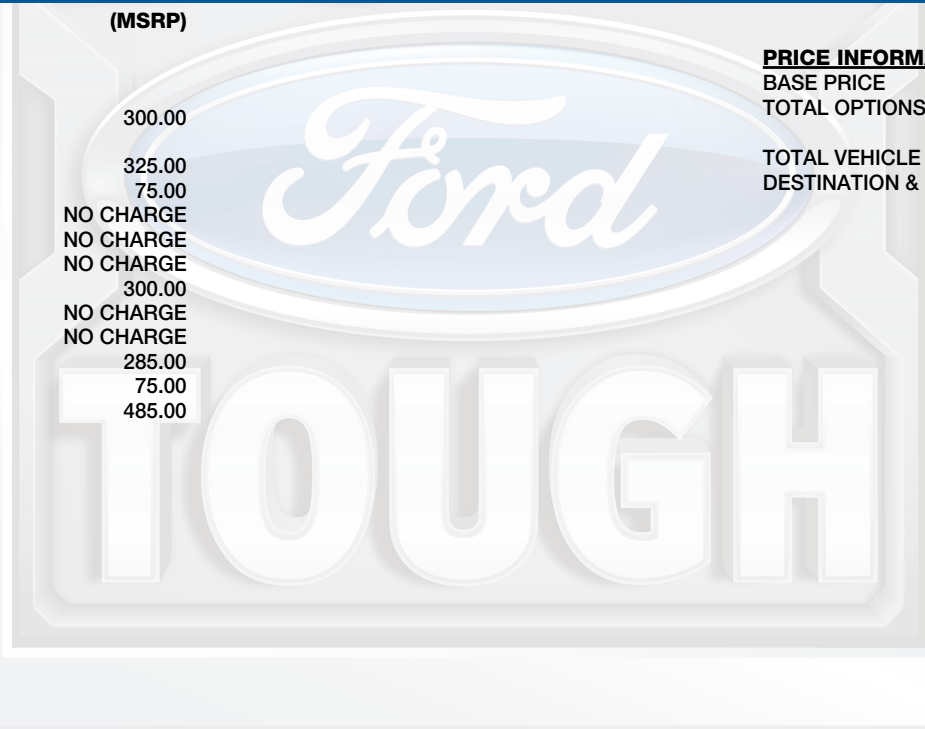 (MSRP)
300.00
325.00
75.00
NO CHARGE
NO CHARGE
NO CHARGE
300.00
NO CHARGE
NO CHARGE
285.00
75.00
485.00
PRICE INFORMA
BASE PRICE
TOTAL OPTIONS
TOTAL VEHICLE
DESTINATION &
Ford
TOUGH